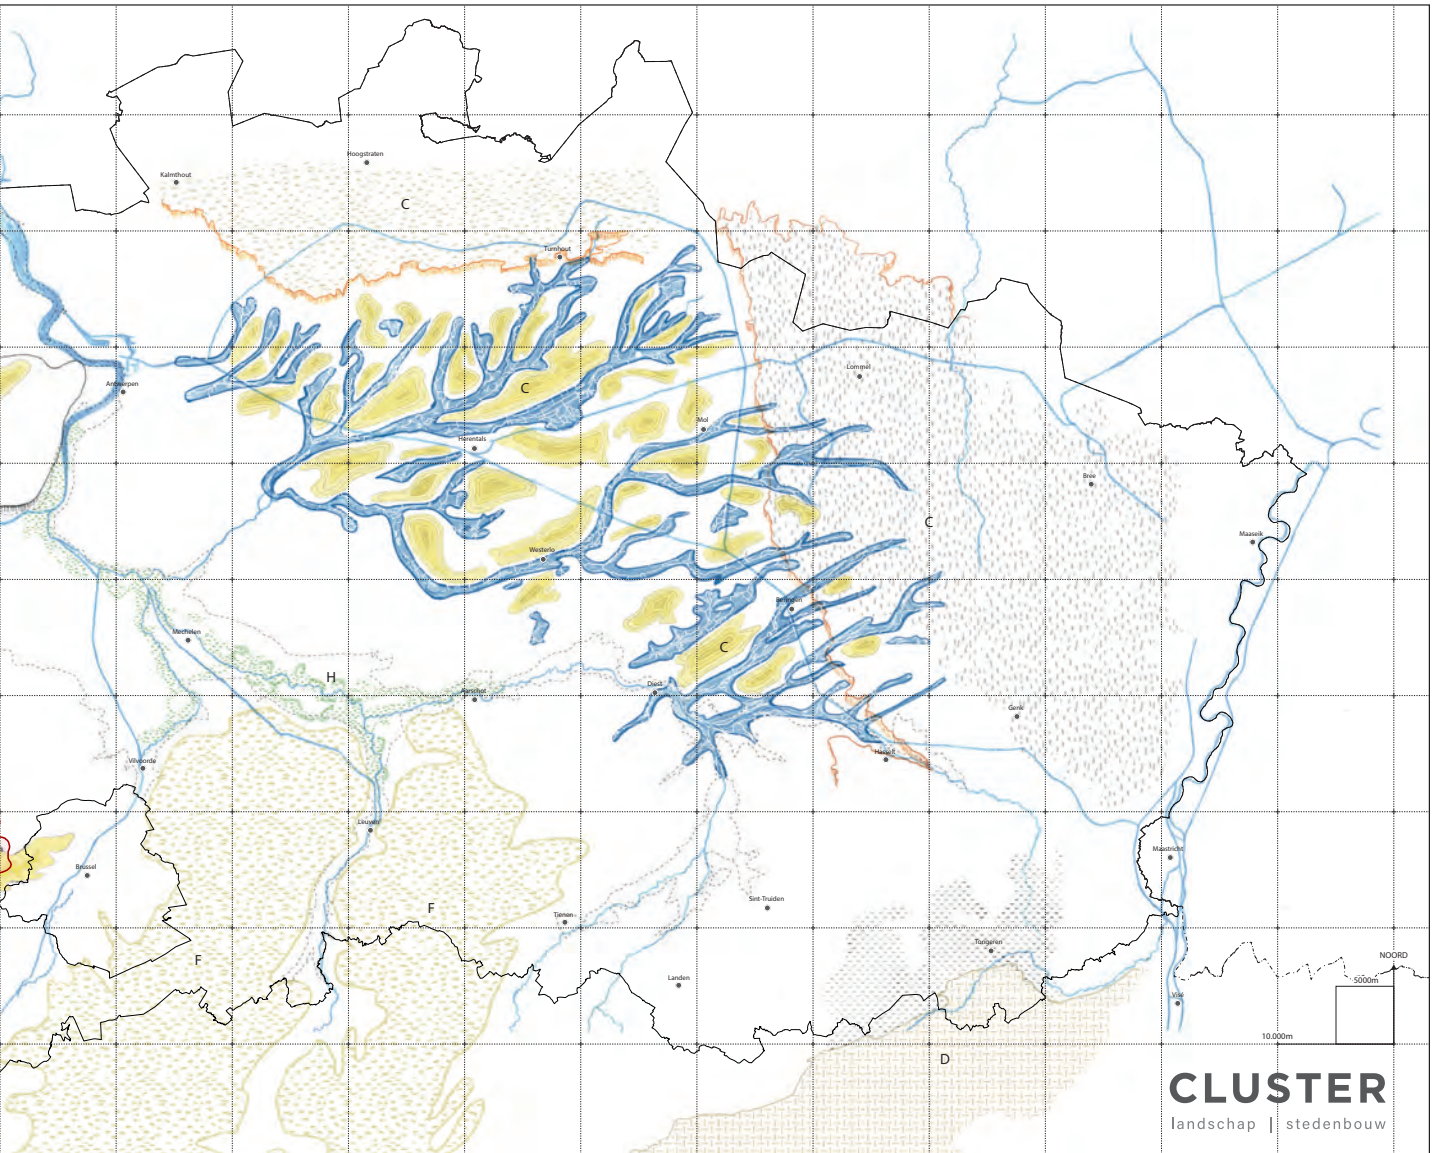 Hoogstraten
Kalmthout
C
Turnhout
Lommel
Antwerpen
C
Mol
Herentals
Bree
C
Maaseik
Westerlo
Beringen
Mechelen
C
H
Diest
Aarschot
Genk
Hasselt
Vilvoorde
Leuven
Maastricht
Brussel
Sint-Truiden
F
Tienen
Tongeren
F
NOORD
Landen
5000m
Visé
10.000m
D
CLUSTER
landschap | stedenbouw